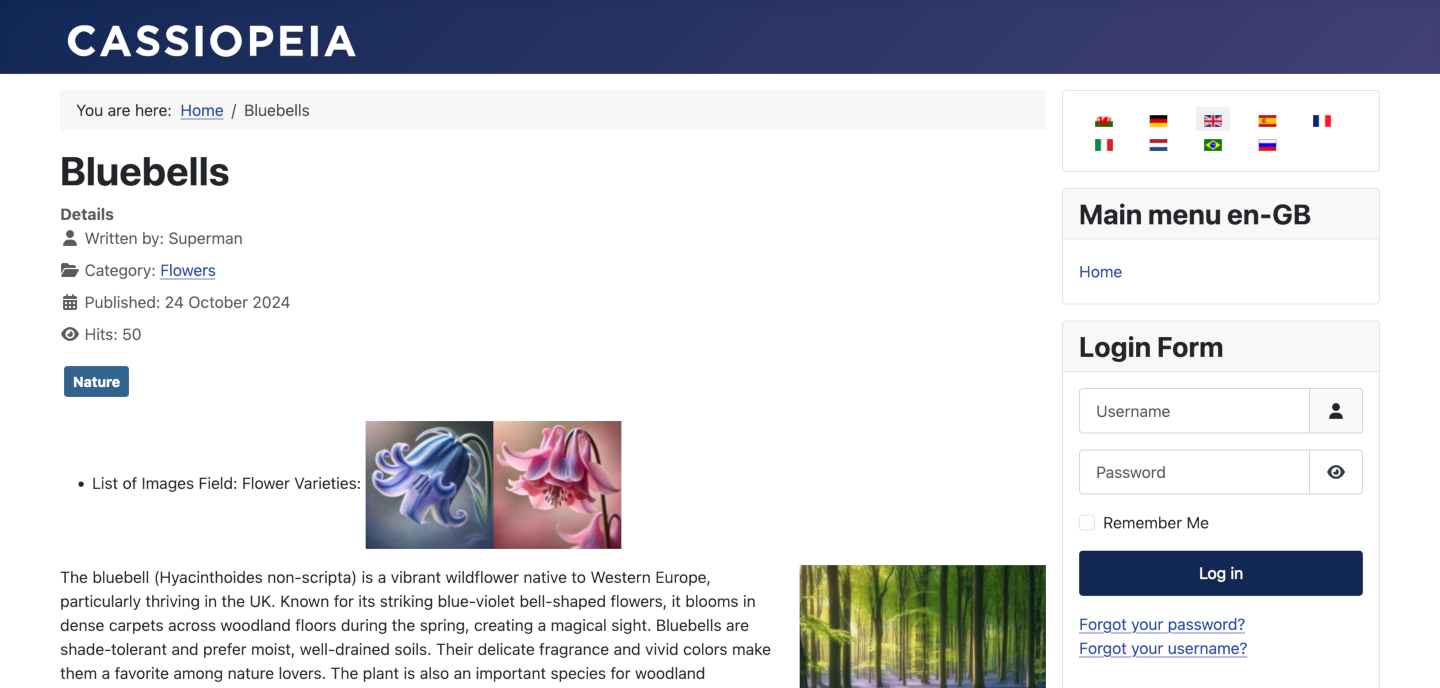 CASSIOPEIA
You are here: Home / Bluebells
Bluebells
Details
Written by: Superman
Category: Flowers
Published: 24 October 2024
Hits: 50
Nature
• List of Images Field: Flower Varieties:
The bluebell (Hyacinthoides non-scripta) is a vibrant wildflower native to Western Europe,
particularly thriving in the UK. Known for its striking blue-violet bell-shaped flowers, it blooms in
dense carpets across woodland floors during the spring, creating a magical sight. Bluebells are
shade-tolerant and prefer moist, well-drained soils. Their delicate fragrance and vivid colors make
them a favorite among nature lovers. The plant is also an important species for woodland
Main menu en-GB
Home
Login Form
Username
Password
Remember Me
Log in
Forgot your password?
Forgot your username?